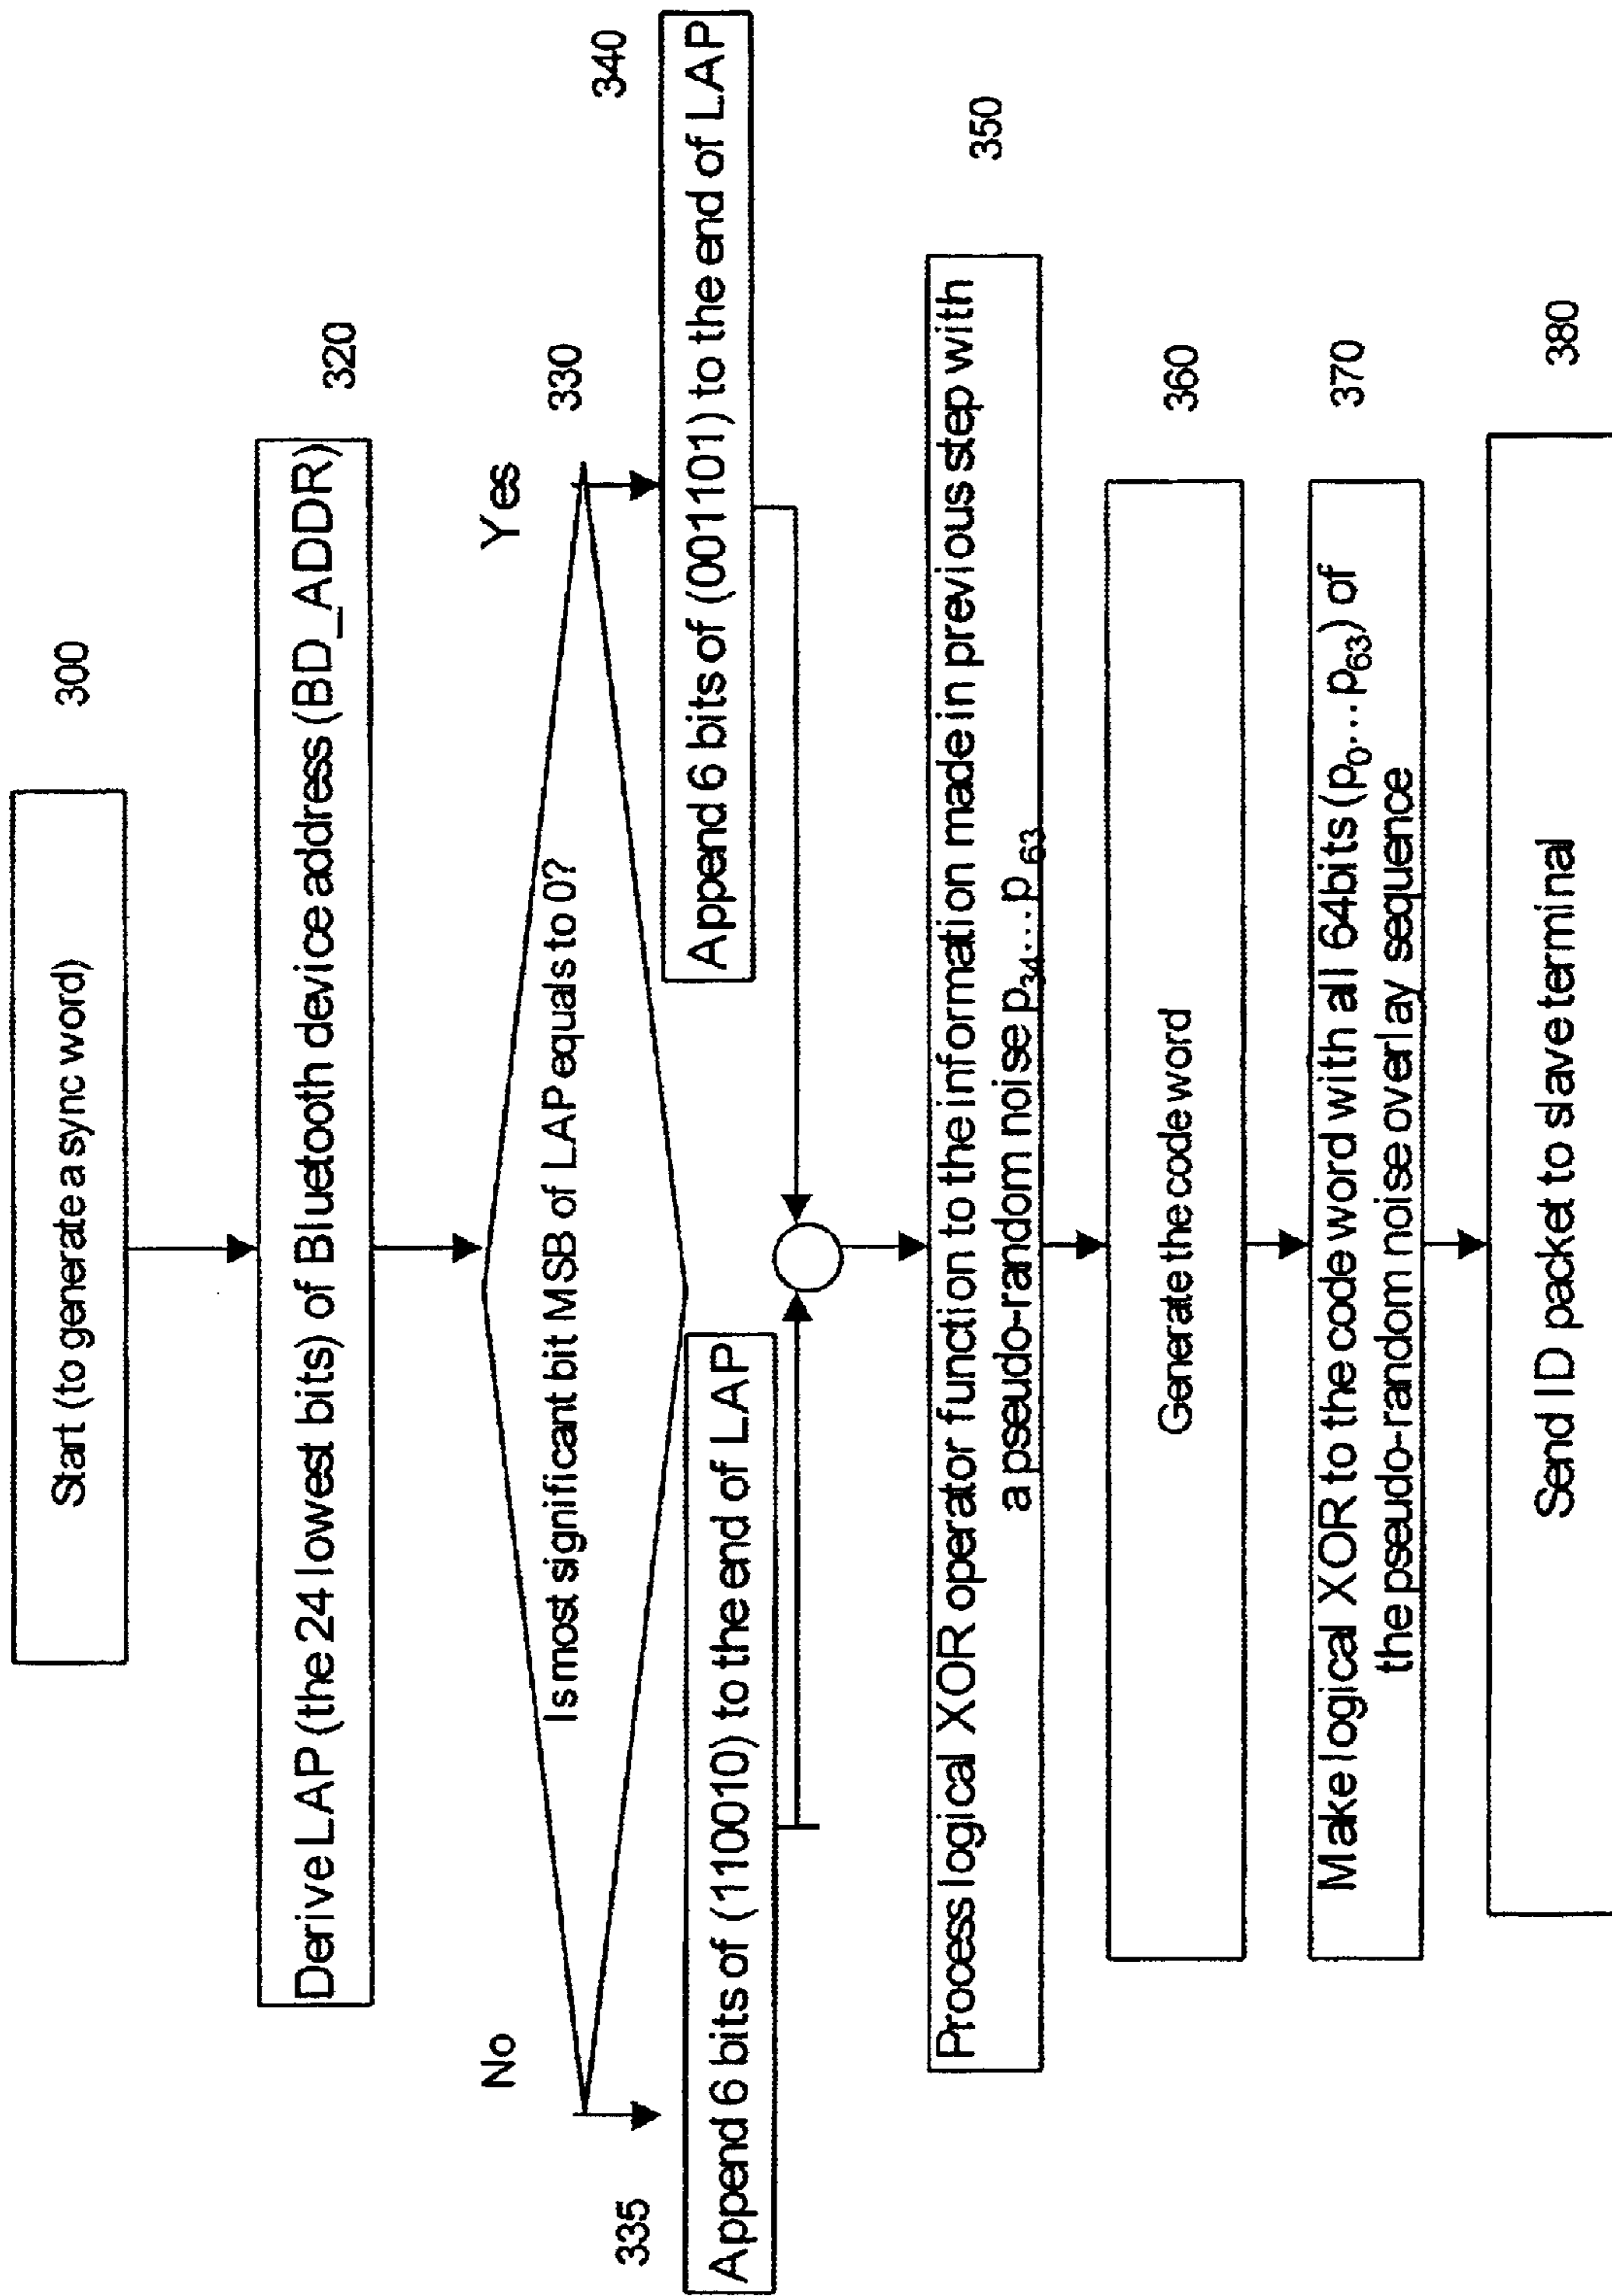 Start (to generate a sync word)
300
Derive LAP (the 24 lowest bits) of Bluetooth device address (BD_ADDR)
320
No
Yes
Is most significant bit MSB of LAP equals to 0?
330
335
Append 6 bits of (110010) to the end of LAP
340
Append 6 bits of (001101) to the end of LAP
Process logical XOR operator function to the information made in previous step with
a pseudo-random noise p34...p63
350
Generate the code word
360
Make logical XOR to the code word with all 64bits (p0...p63) of
the pseudo-random noise overlay sequence
370
Send ID packet to slave terminal
380